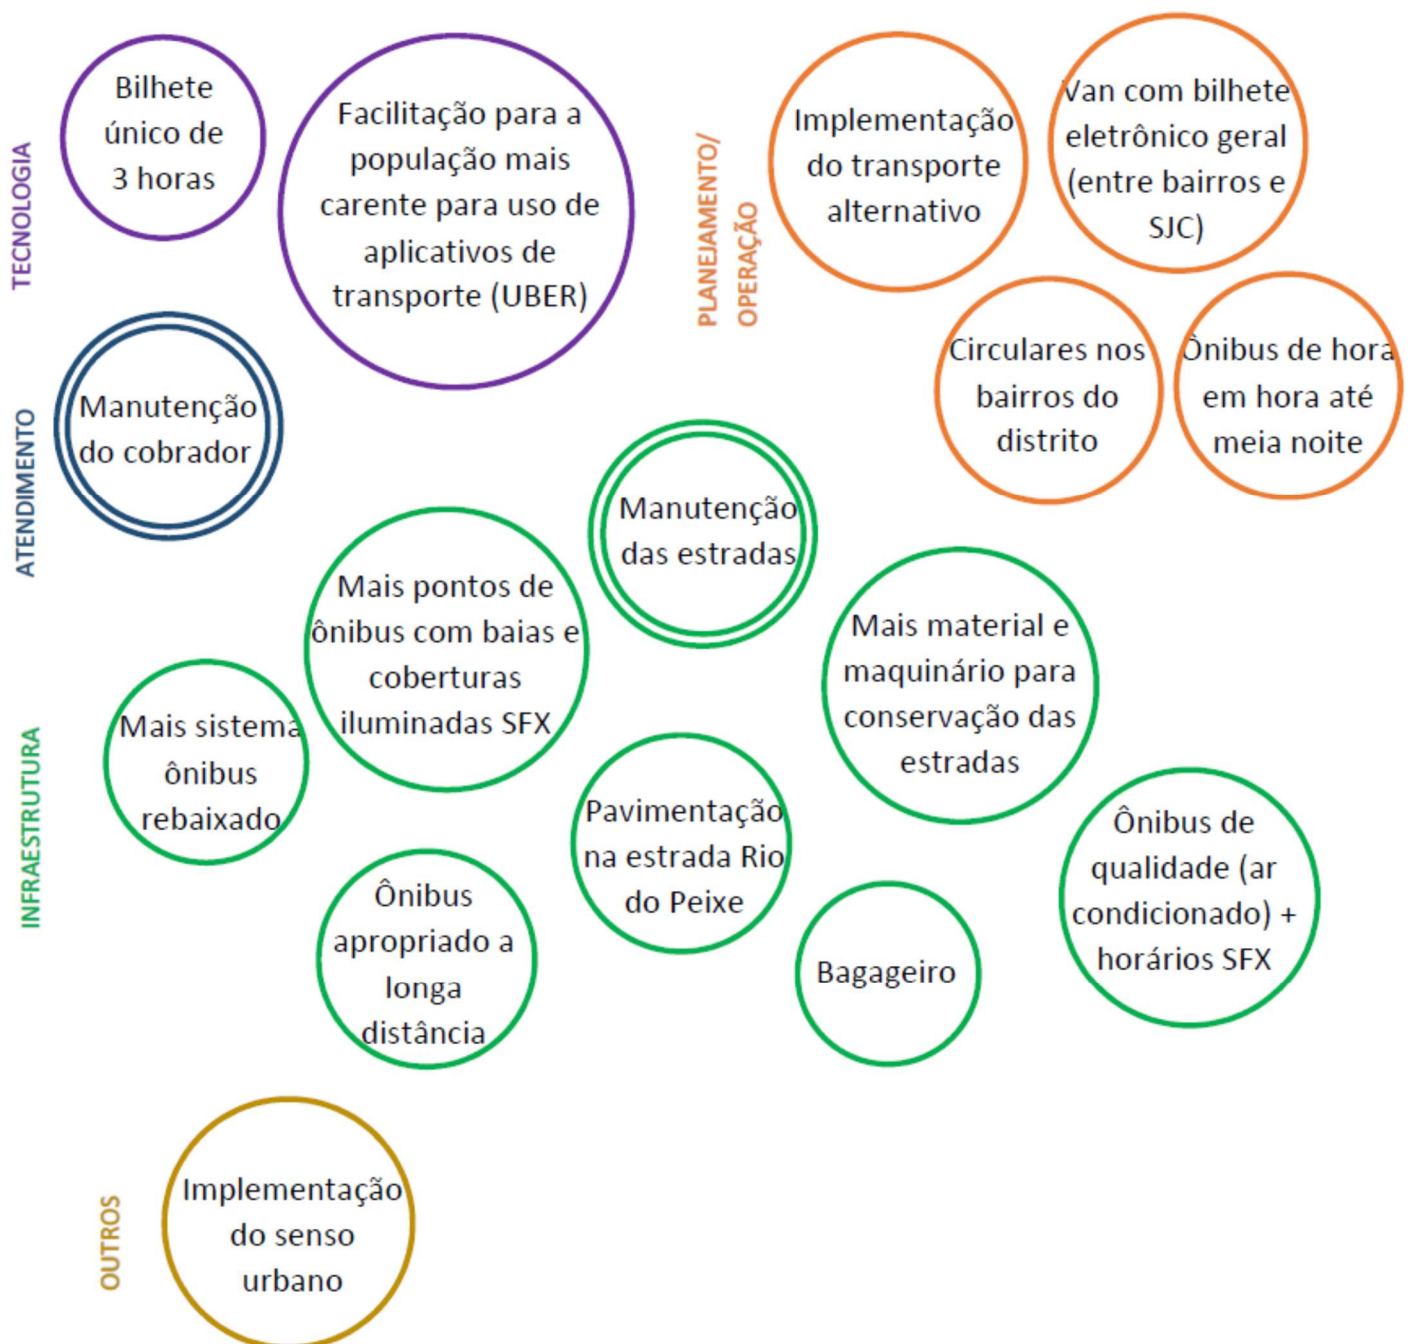 TECNOLOGIA
Bilhete
único de
3 horas
Facilitação para a
população mais
carente para uso de
aplicativos de
transporte (UBER)
PLANEJAMENTO/
OPERAÇÃO
Implementação
do transporte
alternativo
Van com bilhete
eletrônico geral
(entre bairros e
SJC)
Circulares nos
bairros do
distrito
Ônibus de hora
em hora até
meia noite
ATENDIMENTO
Manutenção
do cobrador
INFRAESTRUTURA
Manutenção
das estradas
Mais pontos de
ônibus com baias e
coberturas
iluminadas SFX
Mais material e
maquinário para
conservação das
estradas
Mais sistema
ônibus
rebaixado
Pavimentação
na estrada Rio
do Peixe
Ônibus de
qualidade (ar
condicionado) +
horários SFX
Ônibus
apropriado a
longa
distância
Bagageiro
OUTROS
Implementação
do senso
urbano